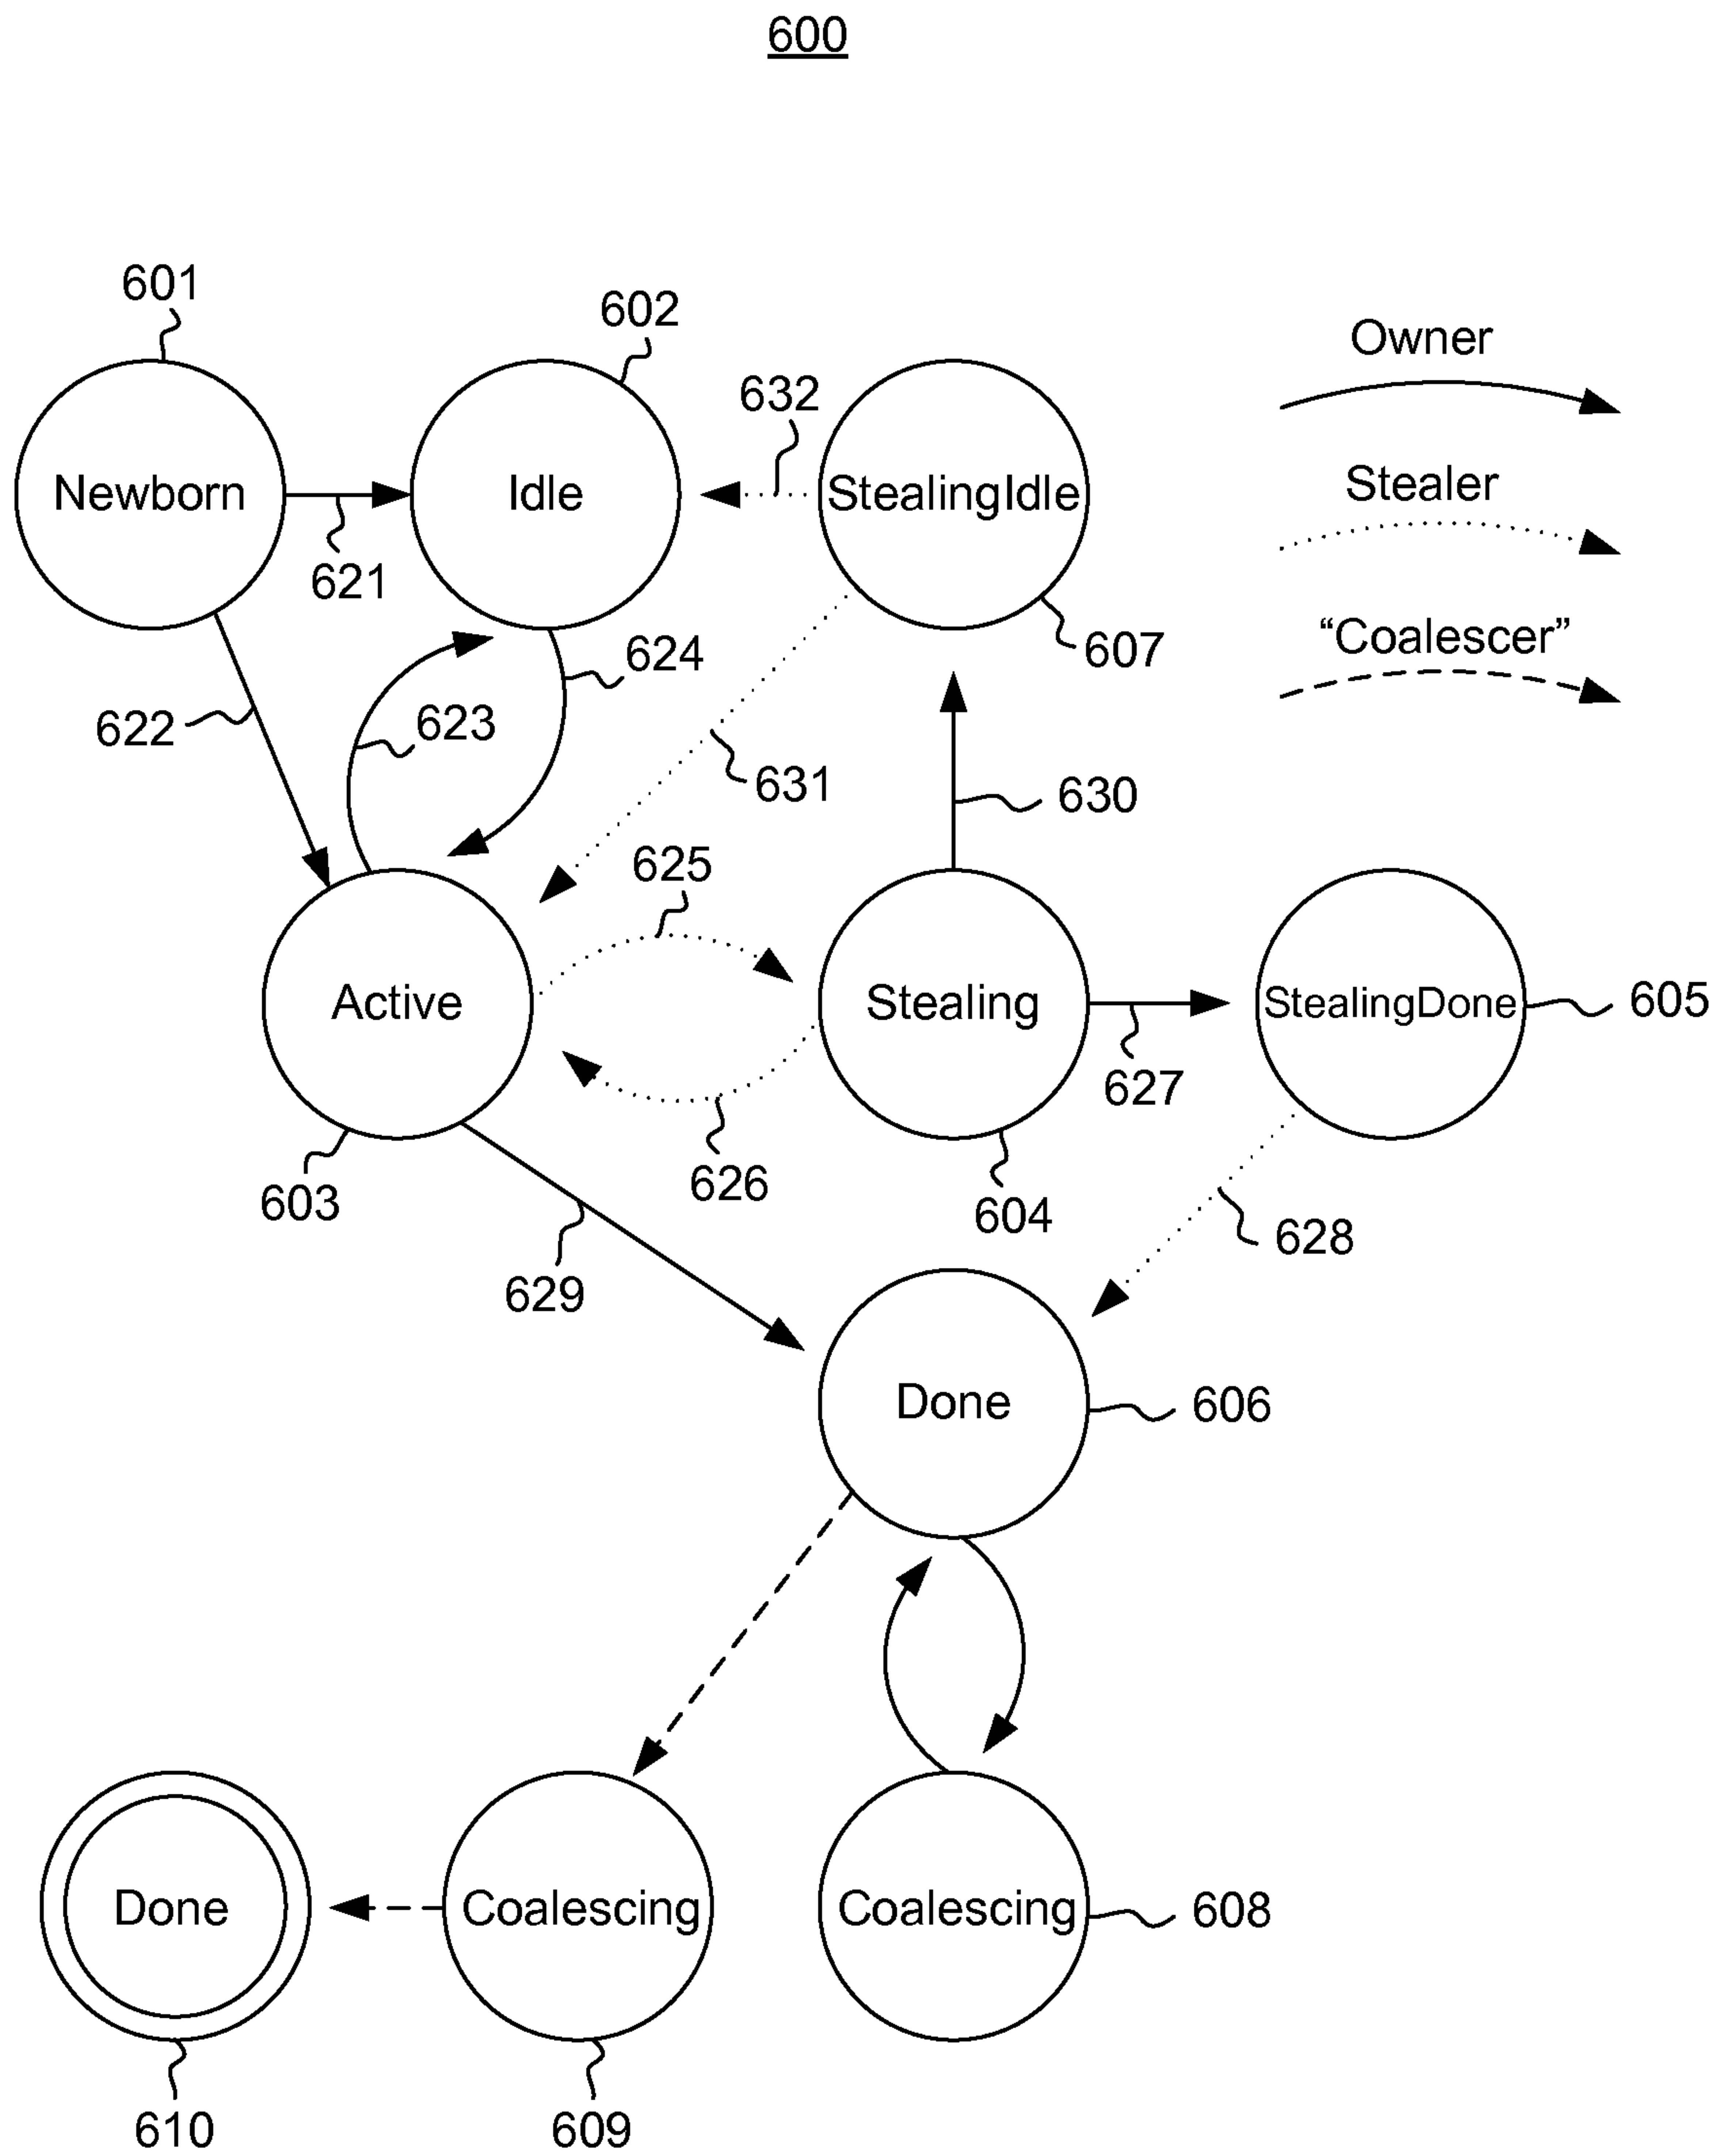 600
601
602
632
Owner
Newborn
Idle
StealingIdle
Stealer
621
624
607
“Coalescer”
622
623
631
630
625
Active
Stealing
StealingDone
605
627
626
603
604
628
629
Done
606
Done
Coalescing
Coalescing
608
610
609